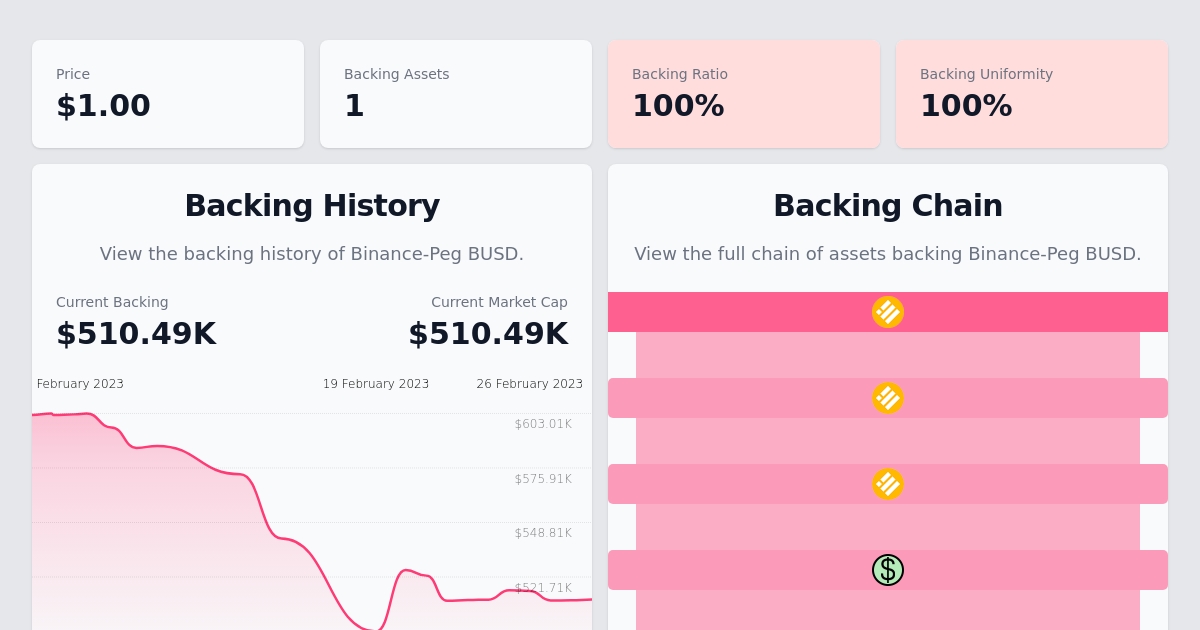 Price
$1.00
Backing Assets
1
Backing Ratio
100%
Backing Uniformity
100%
Backing History
View the backing history of Binance-Peg BUSD.
Current Backing
$510.49K
Current Market Cap
$510.49K
February 2023
19 February 2023
26 February 2023
$603.01K
$575.91K
$548.81K
$521.71K
Backing Chain
View the full chain of assets backing Binance-Peg BUSD.
$